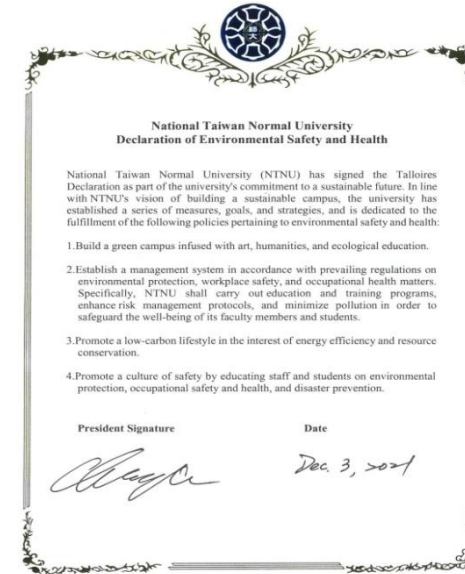 National Taiwan Normal University
Declaration of Environmental Safety and Health
National Taiwan Normal University (NTNU) has signed the Talloires
Declaration as part of the university's commitment to a sustainable future. In line
with NTNU's vision of building a sustainable campus, the university has
established a series of measures, goals, and strategies, and is dedicated to the
fulfillment of the following policies pertaining to environmental safety and health:
1.Build a green campus infused with art, humanities, and ecological education.
2.Establish a management system in accordance with prevailing regulations on
environmental protection, workplace safety, and occupational health matters.
Specifically, NTNU shall carry out education and training programs,
enhance risk management protocols, and minimize pollution in order to
safeguard the well-being of its faculty members and students.
3.Promote a low-carbon lifestyle in the interest of energy efficiency and resource
conservation.
4.Promote a culture of safety by educating staff and students on environmental
protection, occupational safety and health, and disaster prevention.
President Signature Date
Dec. 3, 2021